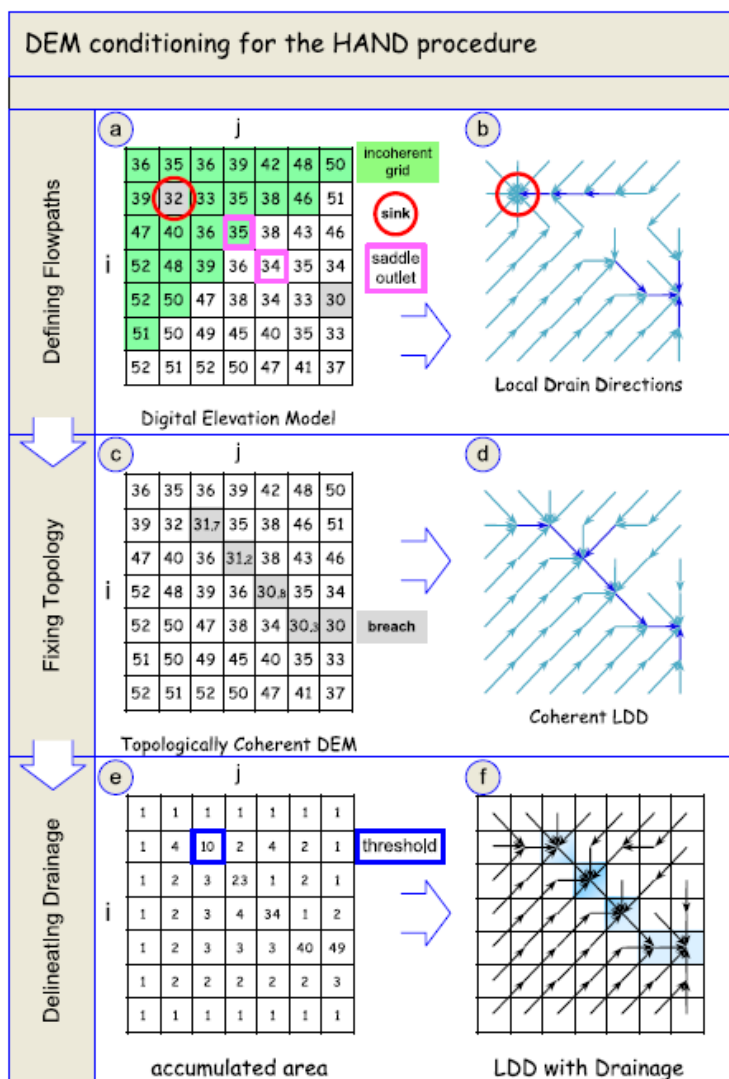 DEM conditioning for the HAND procedure
Defining Flowpaths
a
j
i
36 35 36 39 42 48 50
39 32 33 35 38 46 51
47 40 36 35 38 43 46
52 48 39 36 34 35 34
52 50 47 38 34 33 30
51 50 49 45 40 35 33
52 51 52 50 47 41 37
Digital Elevation Model
incoherent
grid
sink
saddle
outlet
b
Local Drain Directions
Fixing Topology
c
j
i
36 35 36 39 42 48 50
39 32 31,7 35 38 46 51
47 40 36 31,2 38 43 46
52 48 39 36 30,8 35 34
52 50 47 38 34 30,3 30
51 50 49 45 40 35 33
52 51 52 50 47 41 37
Topologically Coherent DEM
breach
d
Coherent LDD
Delineating Drainage
e
j
i
1 1 1 1 1 1 1
1 4 10 2 4 2 1
1 2 3 23 1 2 1
1 2 3 4 34 1 2
1 2 3 3 3 40 49
1 2 2 2 2 2 3
1 1 1 1 1 1 1
accumulated area
threshold
f
LDD with Drainage